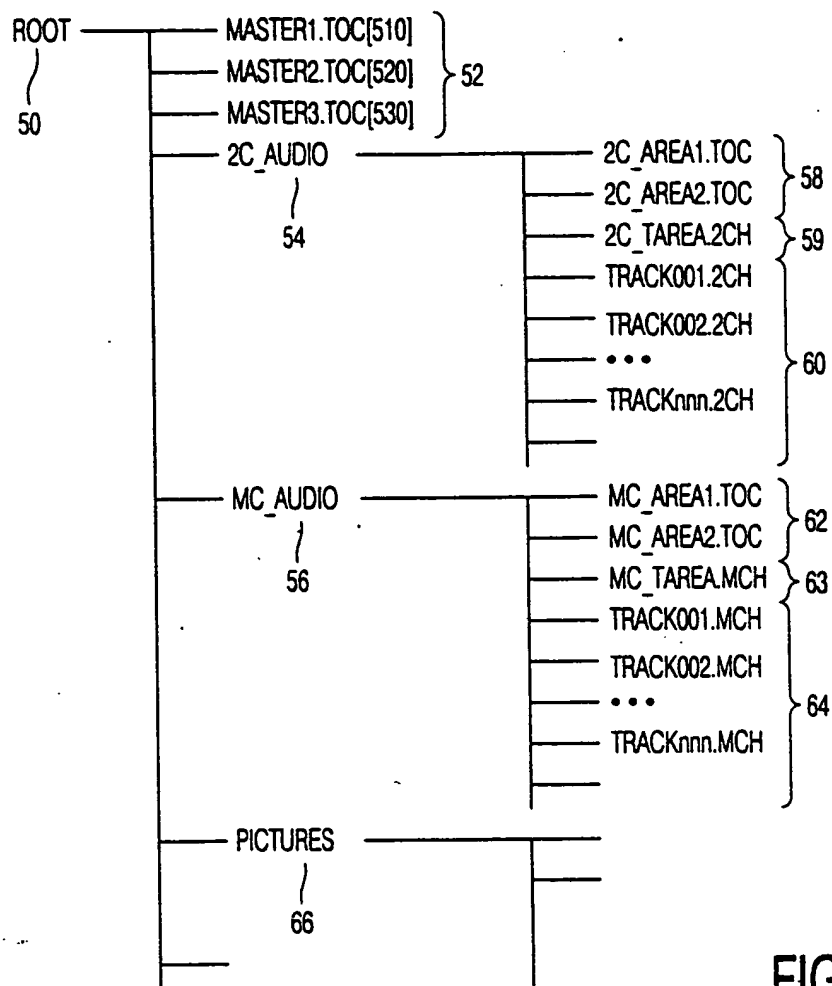 ROOT
50
MASTER1.TOC[510]
MASTER2.TOC[520]
MASTER3.TOC[530]
52
2C_AUDIO
54
2C_AREA1.TOC
2C_AREA2.TOC
58
2C_TAREA.2CH
59
TRACK001.2CH
TRACK002.2CH
•••
TRACKnnn.2CH
60
MC_AUDIO
56
MC_AREA1.TOC
MC_AREA2.TOC
62
MC_TAREA.MCH
63
TRACK001.MCH
TRACK002.MCH
•••
TRACKnnn.MCH
64
PICTURES
66
FIG